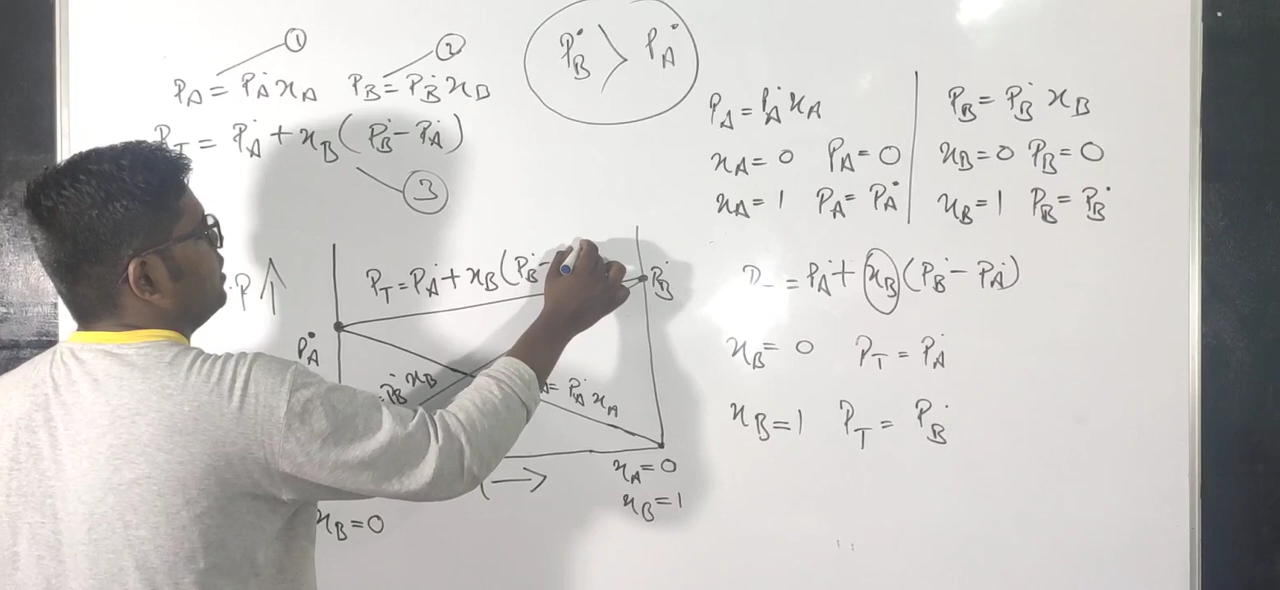 ① ②
P_A = P°_A x_A P_B = P°_B x_B
P_T = P°_A + x_B (P°_B - P°_A)
③
P°_B > P°_A
P_A = P°_A x_A
x_A = 0 P_A = 0
x_A = 1 P_A = P°_A
P_B = P°_B x_B
x_B = 0 P_B = 0
x_B = 1 P_B = P°_B
= P°_A + x_B (P°_B - P°_A)
x_B = 0 P_T = P°_A
x_B = 1 P_T = P°_B
P ↑
P_T = P°_A + x_B (P°_B -
P°_B
P°_A
= P°_B x_B
= P°_A x_A
→
x_A = 0
x_B = 1
x_B = 0